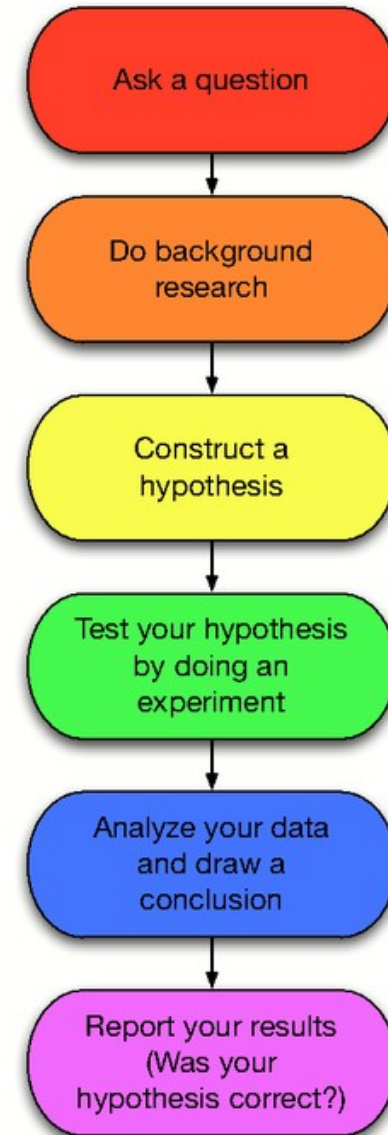 Ask a question
Do background
research
Construct a
hypothesis
Test your hypothesis
by doing an
experiment
Analyze your data
and draw a
conclusion
Report your results
(Was your
hypothesis correct?)